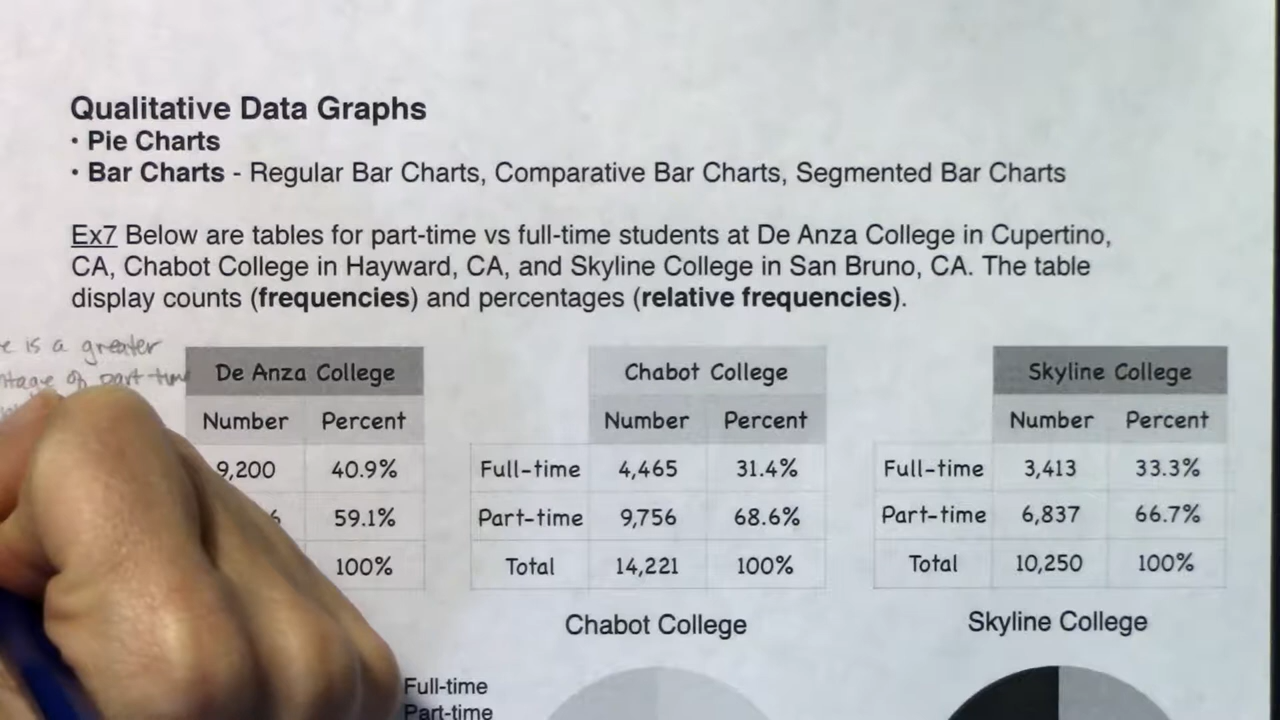 Qualitative Data Graphs
• Pie Charts
• Bar Charts - Regular Bar Charts, Comparative Bar Charts, Segmented Bar Charts
Ex7 Below are tables for part-time vs full-time students at De Anza College in Cupertino,
CA, Chabot College in Hayward, CA, and Skyline College in San Bruno, CA. The table
display counts (frequencies) and percentages (relative frequencies).
is a greater
of part time
De Anza College
Number Percent
9,200 40.9%
59.1%
100%
Chabot College
Number Percent
Full-time 4,465 31.4%
Part-time 9,756 68.6%
Total 14,221 100%
Skyline College
Number Percent
Full-time 3,413 33.3%
Part-time 6,837 66.7%
Total 10,250 100%
Chabot College
Skyline College
Full-time
Part-time